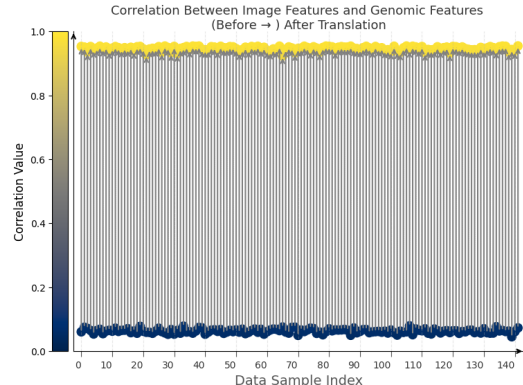 Correlation Between Image Features and Genomic Features
(Before → ) After Translation
1.0
0.8
0.6
0.4
0.2
0.0
Correlation Value
0 10 20 30 40 50 60 70 80 90 100 110 120 130 140
Data Sample Index